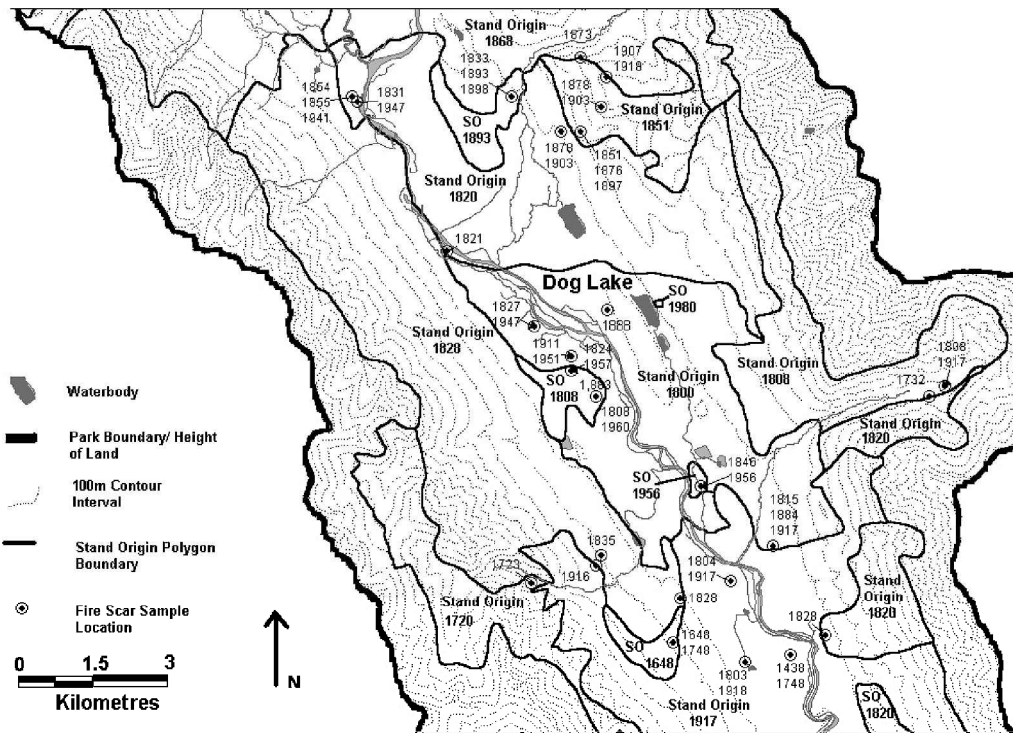 Stand Origin
1868
1873
1907
1918
1833
1893
1898
1864
1855
1941
1831
1947
1878
1903
Stand Origin
1851
SO
1893
1878
1903
1851
1876
1897
Stand Origin
1820
1821
Dog Lake
SO
1980
1827
1947
1888
Stand Origin
1828
1911
1951
1824
1957
SO
1808
1883
Stand Origin
1800
Stand Origin
1808
1808
1917
1732
1808
1960
Stand Origin
1820
Waterbody
Park Boundary/ Height
of Land
100m Contour
Interval
Stand Origin Polygon
Boundary
Fire Scar Sample
Location
0 1.5 3
Kilometres
N
SO
1956
1846
1956
1815
1884
1917
1835
1723
1916
1804
1917
Stand Origin
1720
1828
Stand
Origin
1820
1828
SO
1648
1648
1748
1803
1918
1438
1748
Stand Origin
1917
SO
1820